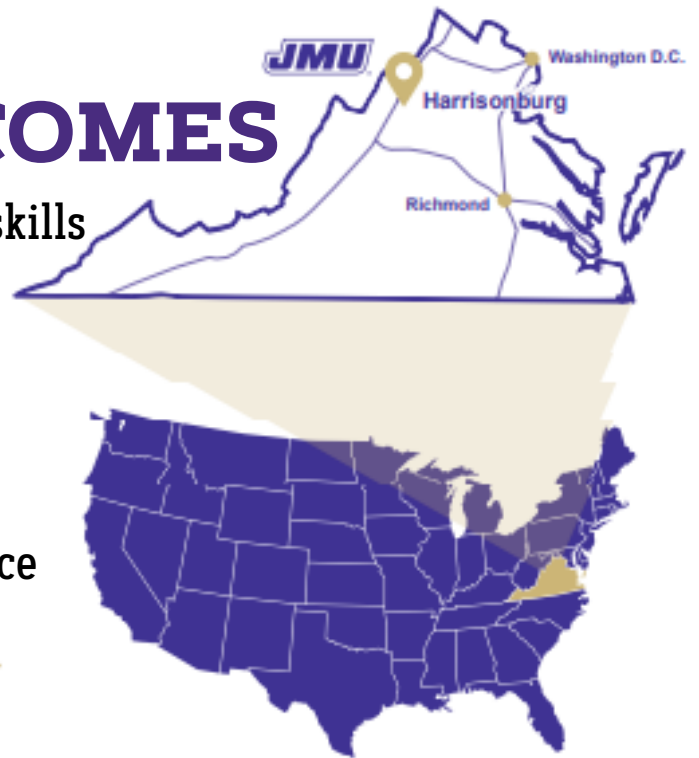 JMU
Washington D.C.
Harrisonburg
COMES
skills
Richmond
ce